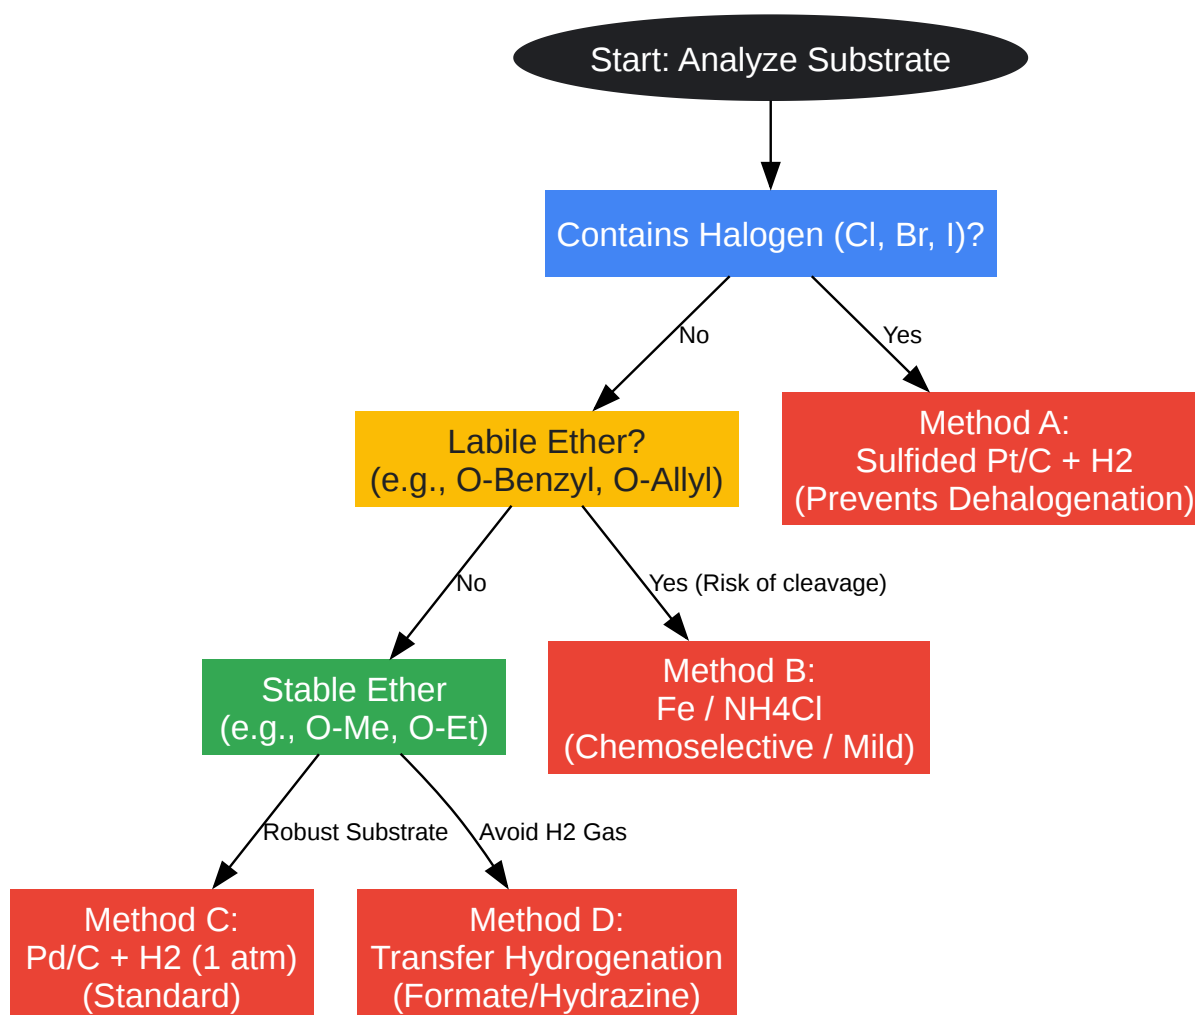 Start: Analyze Substrate
Contains Halogen (Cl, Br, I)?
No
Yes
Method A:
Sulfided Pt/C + H2
(Prevents Dehalogenation)
Labile Ether?
(e.g., O-Benzyl, O-Allyl)
No
Yes (Risk of cleavage)
Stable Ether
(e.g., O-Me, O-Et)
Method B:
Fe / NH4Cl
(Chemoselective / Mild)
Robust Substrate
Avoid H2 Gas
Method C:
Pd/C + H2 (1 atm)
(Standard)
Method D:
Transfer Hydrogenation
(Formate/Hydrazine)